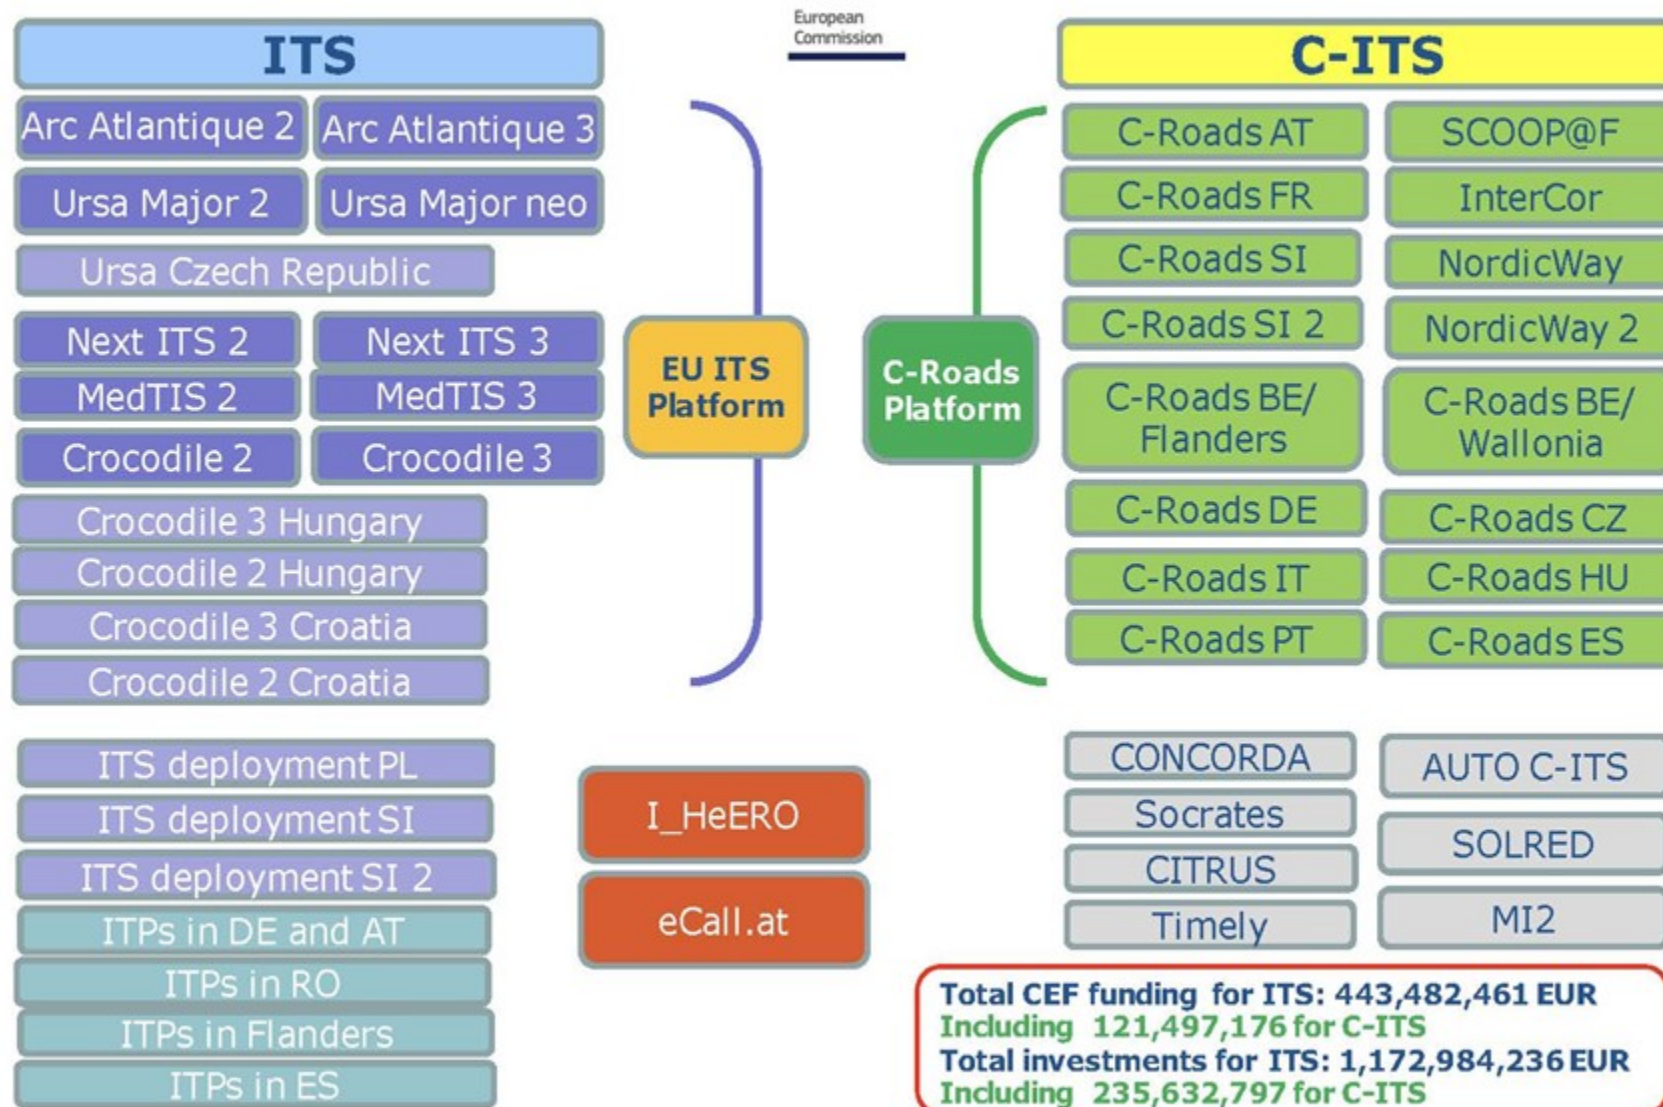 European
Commission
ITS
Arc Atlantique 2
Arc Atlantique 3
Ursa Major 2
Ursa Major neo
Ursa Czech Republic
Next ITS 2
Next ITS 3
MedTIS 2
MedTIS 3
Crocodile 2
Crocodile 3
Crocodile 3 Hungary
Crocodile 2 Hungary
Crocodile 3 Croatia
Crocodile 2 Croatia
ITS deployment PL
ITS deployment SI
ITS deployment SI 2
ITPs in DE and AT
ITPs in RO
ITPs in Flanders
ITPs in ES
EU ITS
Platform
C-Roads
Platform
I_HeERO
eCall.at
C-ITS
C-Roads AT
SCOOP@F
C-Roads FR
InterCor
C-Roads SI
NordicWay
C-Roads SI 2
NordicWay 2
C-Roads BE/
Flanders
C-Roads BE/
Wallonia
C-Roads DE
C-Roads CZ
C-Roads IT
C-Roads HU
C-Roads PT
C-Roads ES
CONCORDA
AUTO C-ITS
Socrates
SOLRED
CITRUS
Timely
MI2
Total CEF funding for ITS: 443,482,461 EUR
Including 121,497,176 for C-ITS
Total investments for ITS: 1,172,984,236 EUR
Including 235,632,797 for C-ITS